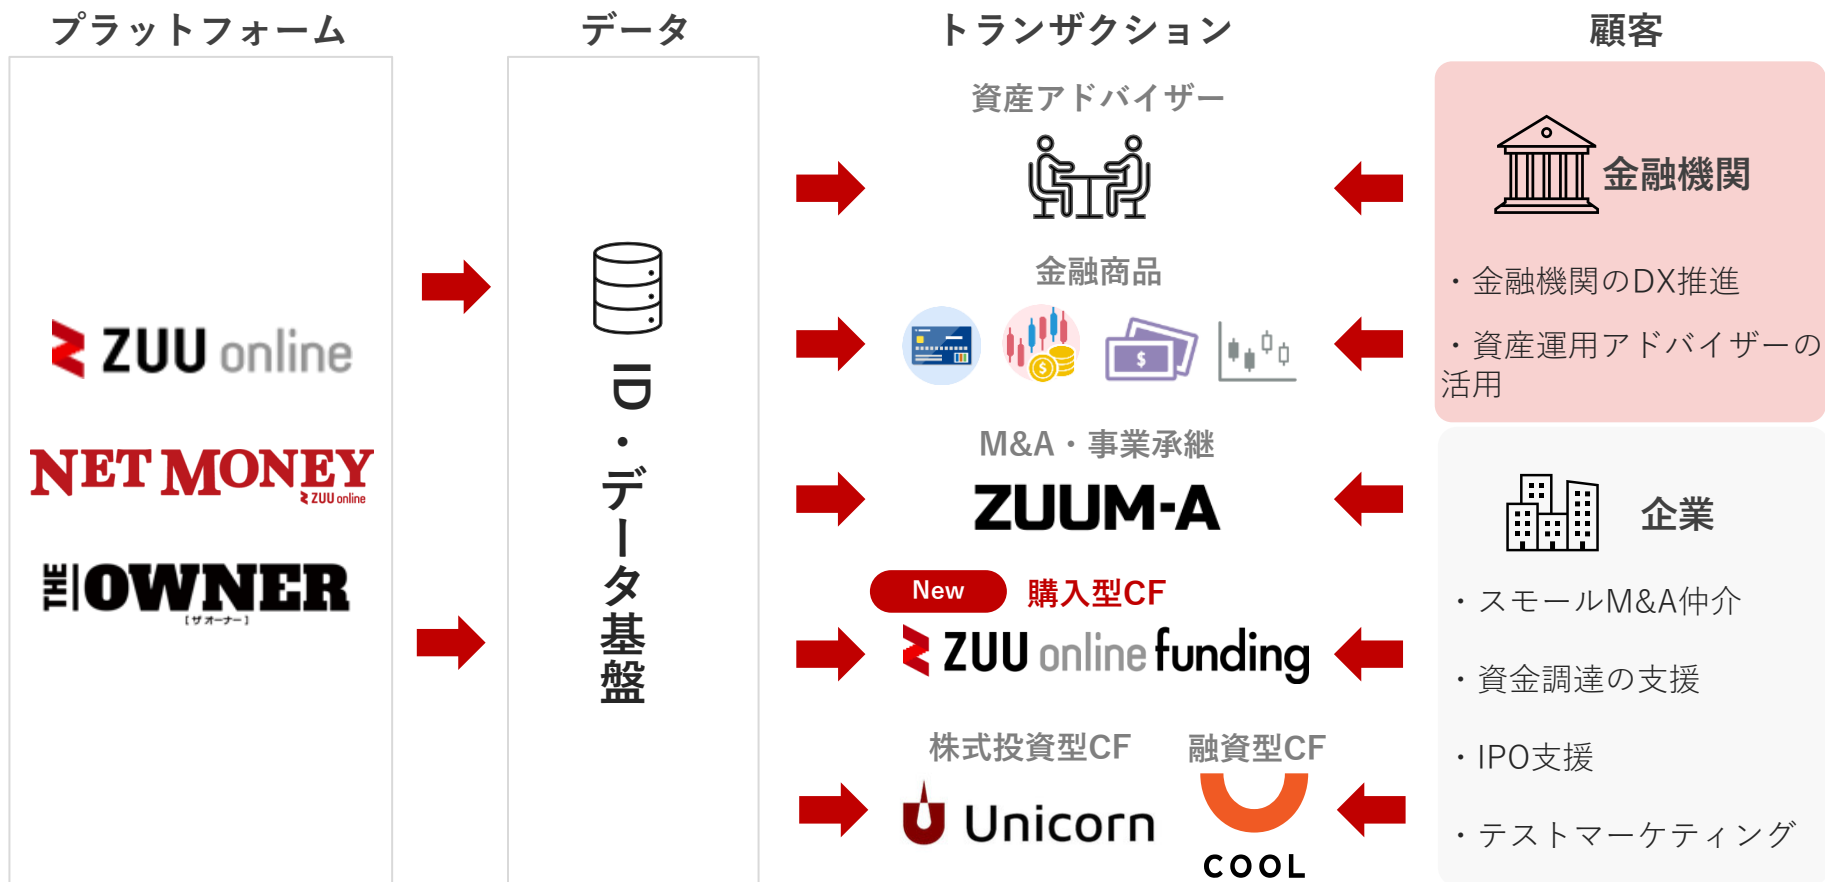 プラットフォーム
ZUU online
NET MONEY
ZUU online
THE OWNER
[ザ オーナー]
データ
ID・データ基盤
トランザクション
資産アドバイザー
金融商品
$
$
M&A・事業承継
ZUUM-A
New
購入型CF
ZUU online funding
株式投資型CF
Unicorn
融資型CF
COOL
顧客
金融機関
・金融機関のDX推進
・資産運用アドバイザーの
活用
企業
・スモールM&A仲介
・資金調達の支援
・IPO支援
・テストマーケティング